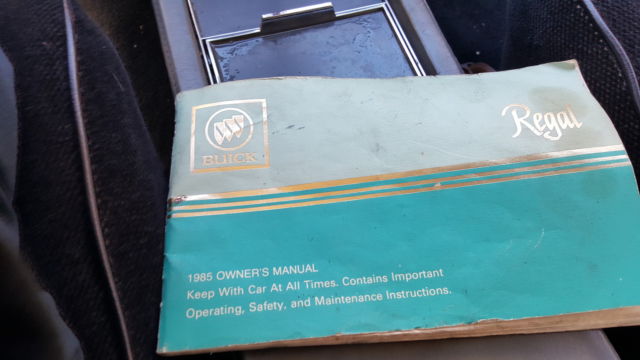 Regal
BUICK
1985 OWNER'S MANUAL
Keep With Car At All Times. Contains Important
Operating, Safety, and Maintenance Instructions.